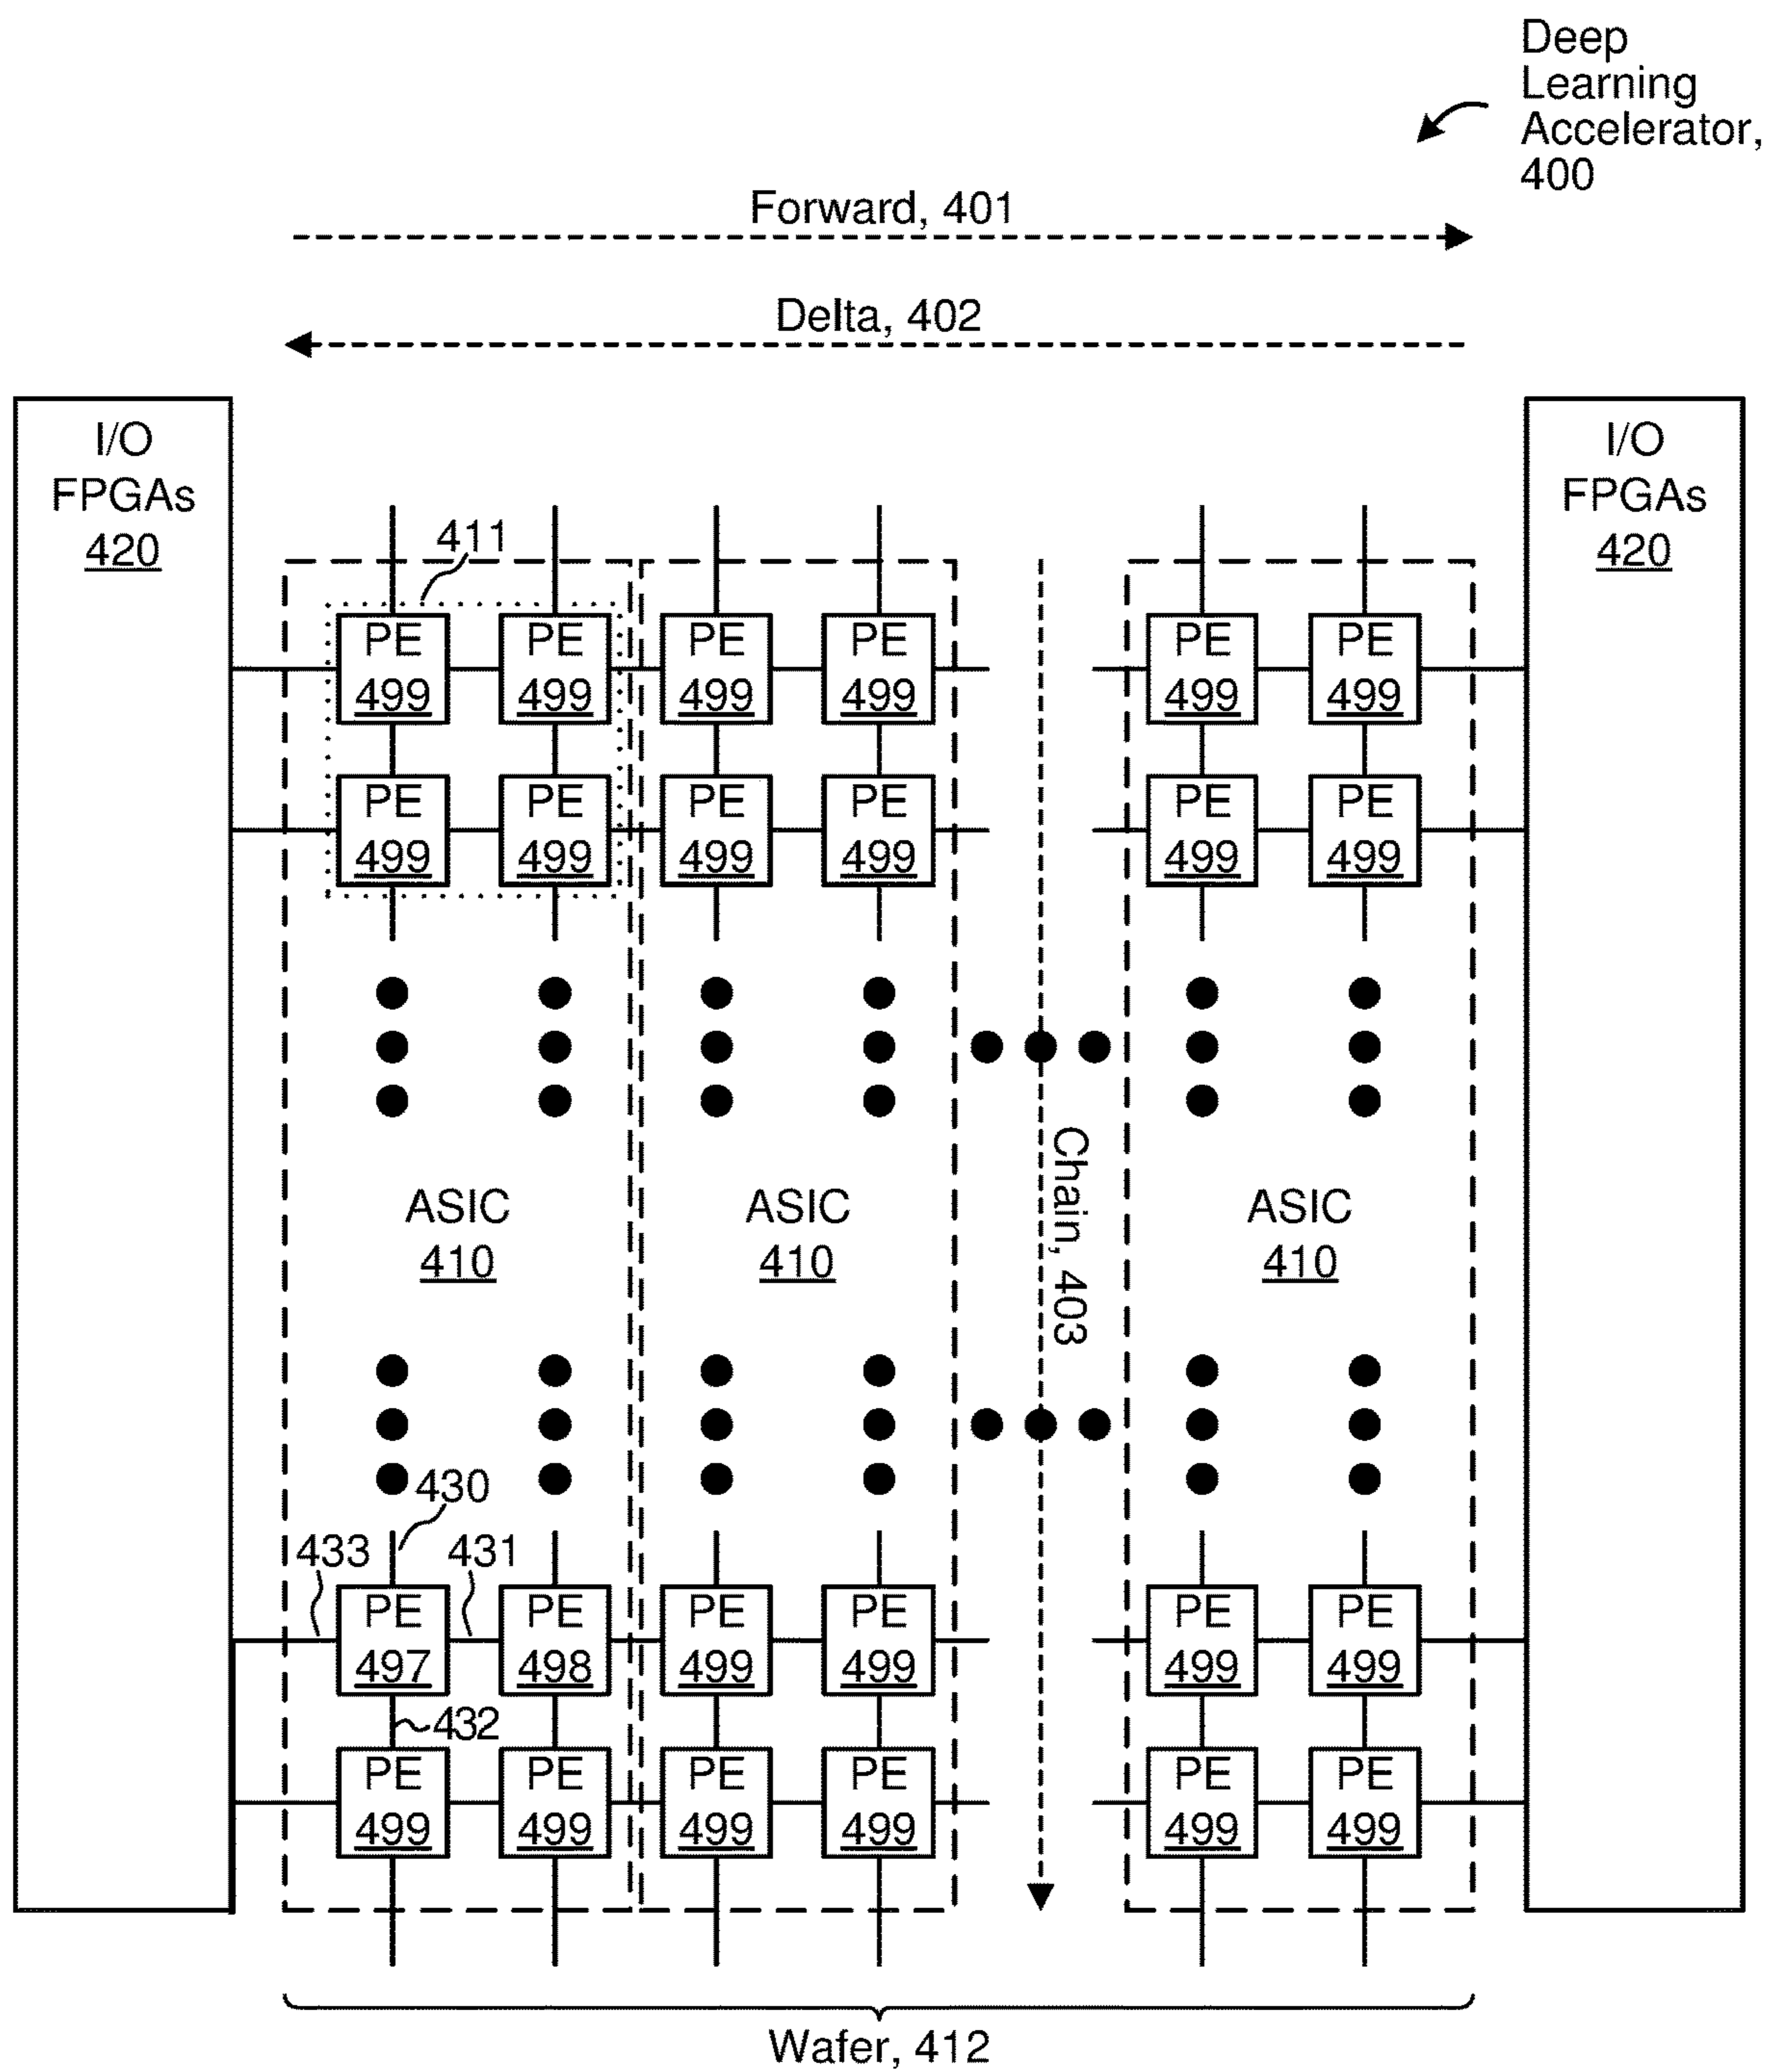 Deep
Learning
Accelerator,
400
Forward, 401
Delta, 402
I/O
FPGAs
420
I/O
FPGAs
420
411
PE PE PE PE PE PE
499 499 499 499 499 499
PE PE PE PE PE PE
499 499 499 499 499 499
Chain, 403
ASIC ASIC ASIC
410 410 410
430
433 431
PE PE PE PE PE PE
497 498 499 499 499 499
432
PE PE PE PE PE PE
499 499 499 499 499 499
Wafer, 412